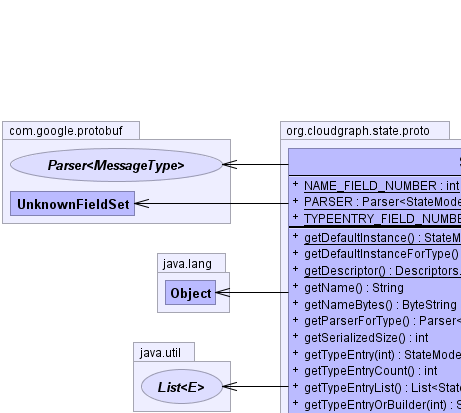 com.google.protobuf
Parser<MessageType>
UnknownFieldSet
java.lang
Object
java.util
List<E>
org.cloudgraph.state.proto
+ NAME_FIELD_NUMBER : int
+ PARSER : Parser<StateMode
+ TYPEENTRY_FIELD_NUMBE
+ getDefaultInstance() : StateM
+ getDefaultInstanceForType()
+ getDescriptor() : Descriptors.
+ getName() : String
+ getNameBytes() : ByteString
+ getParserForType() : Parser<
+ getSerializedSize() : int
+ getTypeEntry(int) : StateMode
+ getTypeEntryCount() : int
+ getTypeEntryList() : List<State
+ getTypeEntryOrBuilder(int) : S